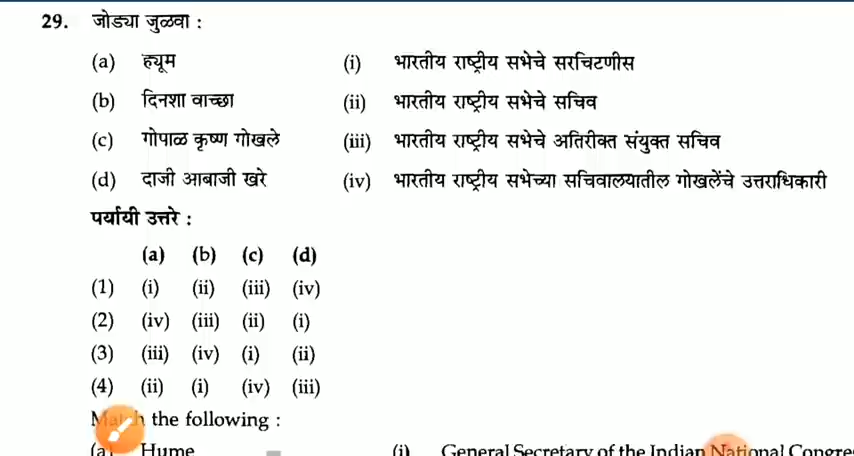 29. जोड्या जुळवा :
(a) ह्यूम (i) भारतीय राष्ट्रीय सभेचे सरचिटणीस
(b) दिनशा वाच्छा (ii) भारतीय राष्ट्रीय सभेचे सचिव
(c) गोपाळ कृष्ण गोखले (iii) भारतीय राष्ट्रीय सभेचे अतिरीक्त संयुक्त सचिव
(d) दाजी आबाजी खरे (iv) भारतीय राष्ट्रीय सभेच्या सचिवालयातील गोखलेंचे उत्तराधिकारी
पर्यायी उत्तरे :
(a) (b) (c) (d)
(1) (i) (ii) (iii) (iv)
(2) (iv) (iii) (ii) (i)
(3) (iii) (iv) (i) (ii)
(4) (ii) (i) (iv) (iii)
Match the following :
(a) Hume (i) General Secretary of the Indian National